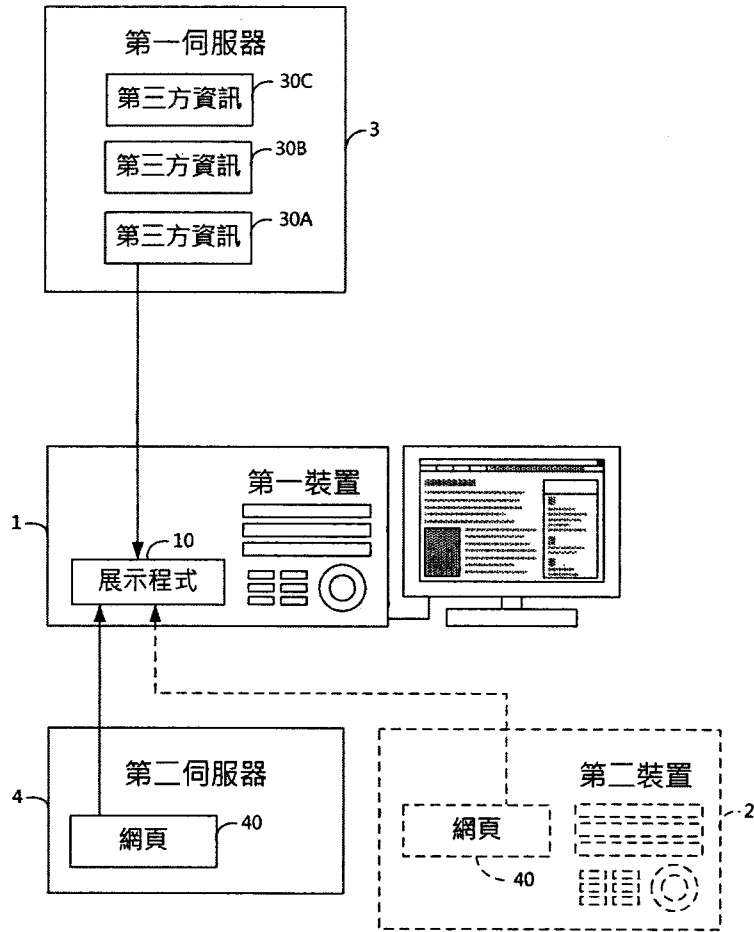 第一伺服器
第三方資訊
30C
第三方資訊
30B
3
第三方資訊
30A
第一裝置
1
10
展示程式
第二伺服器
第二裝置
4
40
網頁
網頁
2
40